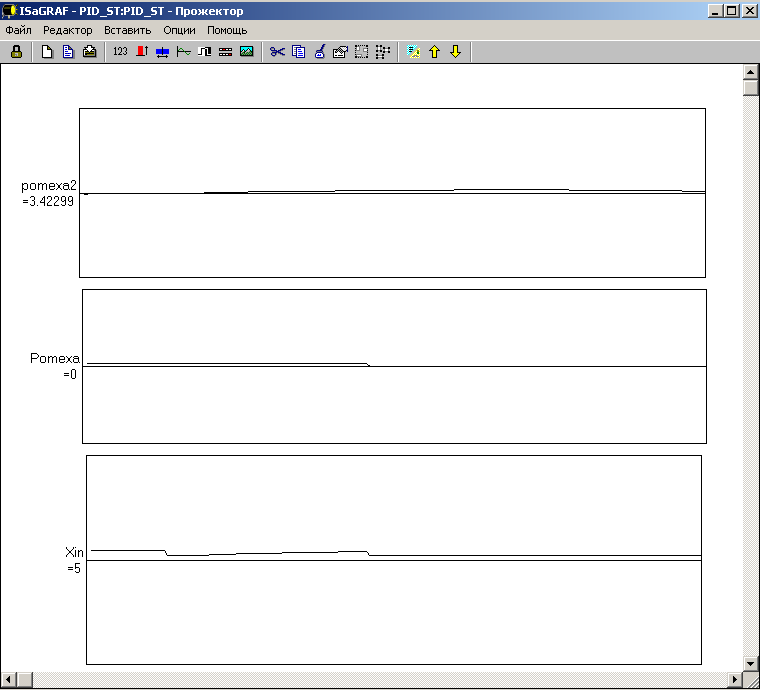 ISaGRAF - PID_ST:PID_ST - Прожектор
Файл Редактор Вставить Опции Помощь
123
pomexa2
=3.42299
Pomexa
=0
Xin
=5